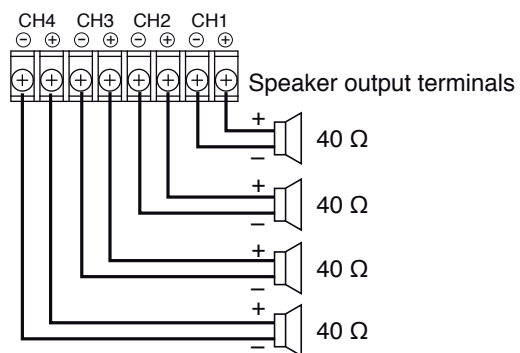 CH4 CH3 CH2 CH1
⊖ ⊕ ⊖ ⊕ ⊖ ⊕ ⊖ ⊕
Speaker output terminals
+
− 40 Ω
+
− 40 Ω
+
− 40 Ω
+
− 40 Ω